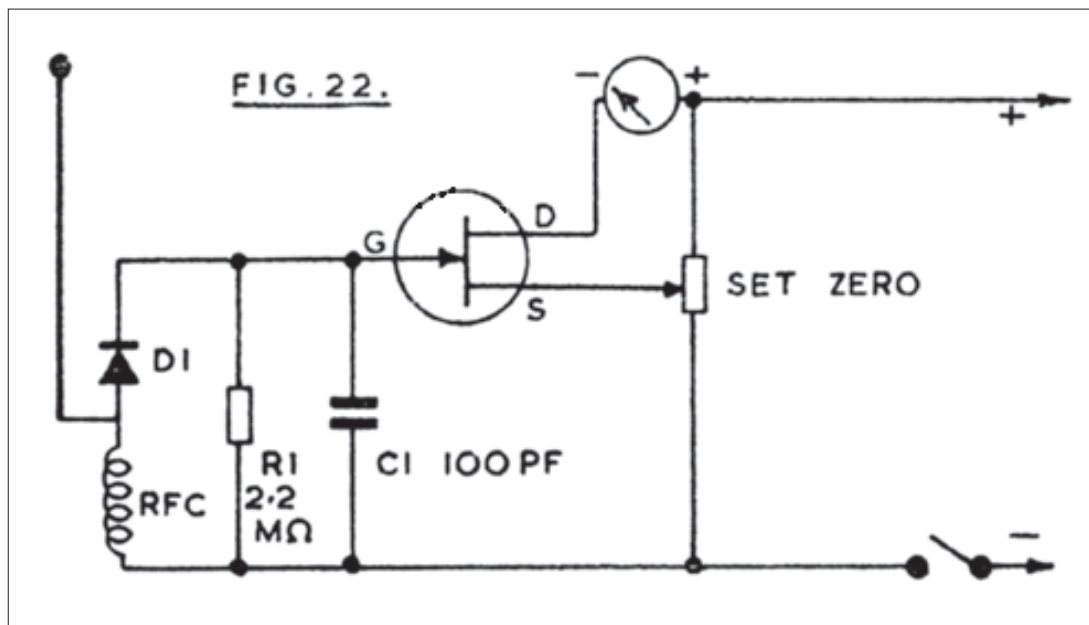 FIG.22.
- +
+
D
G
S
SET ZERO
D1
RFC
R1
2·2
MΩ
C1 100PF
-